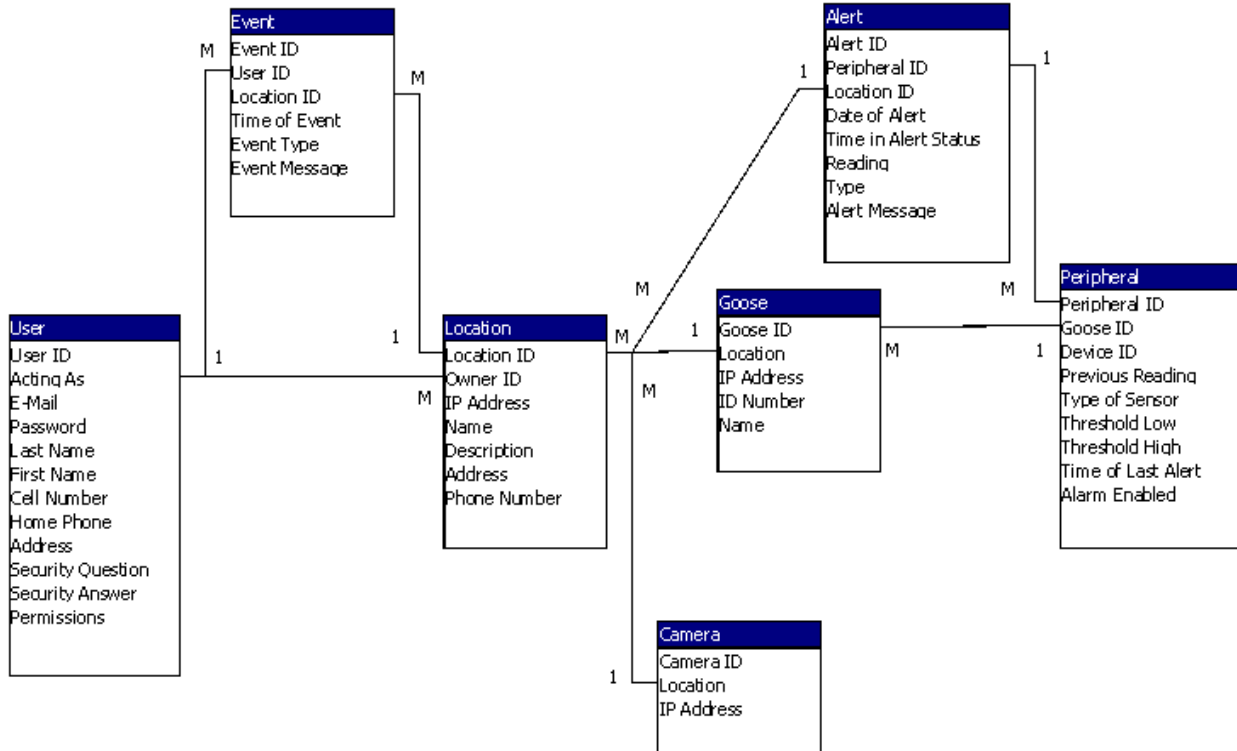 Event
Event ID
User ID
Location ID
Time of Event
Event Type
Event Message
M
M
Alert
Alert ID
Peripheral ID
Location ID
Date of Alert
Time in Alert Status
Reading
Type
Alert Message
1
1
User
User ID
Acting As
E-Mail
Password
Last Name
First Name
Cell Number
Home Phone
Address
Security Question
Security Answer
Permissions
1
1
M
Location
Location ID
Owner ID
IP Address
Name
Description
Address
Phone Number
M
M
M
1
Goose
Goose ID
Location
IP Address
ID Number
Name
M
M
1
Peripheral
Peripheral ID
Goose ID
Device ID
Previous Reading
Type of Sensor
Threshold Low
Threshold High
Time of Last Alert
Alarm Enabled
1
Camera
Camera ID
Location
IP Address